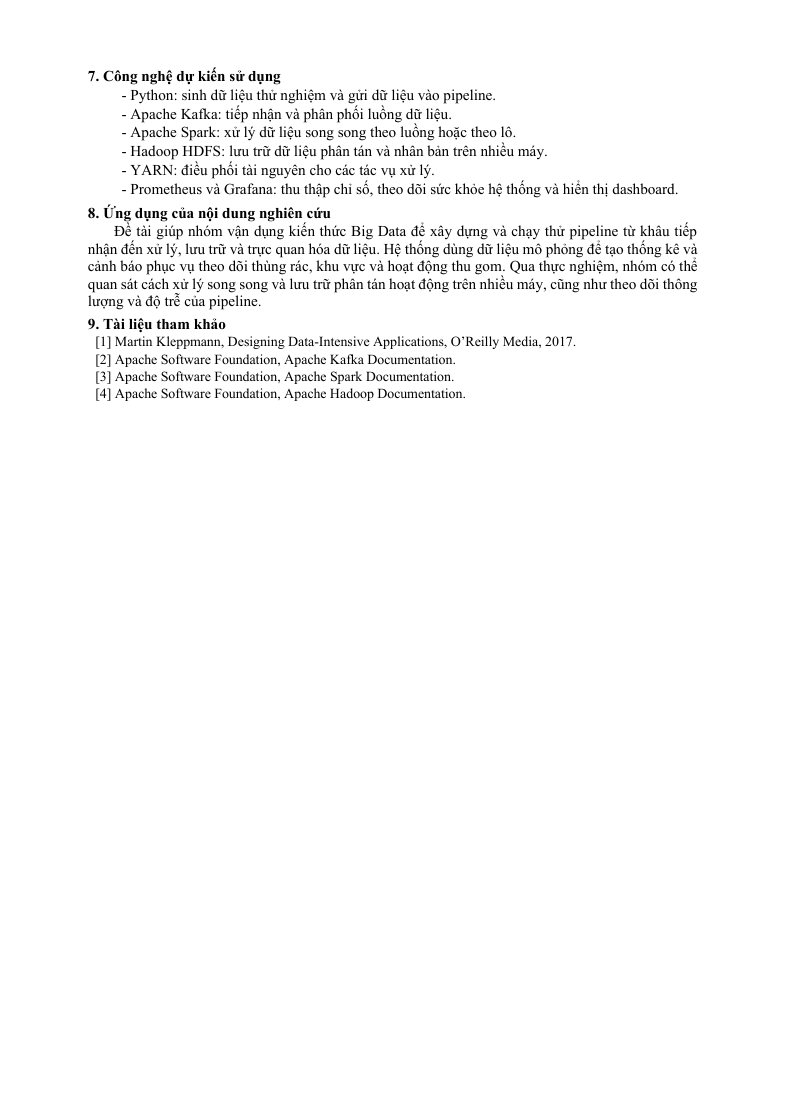 7. Công nghệ dự kiến sử dụng
- Python: sinh dữ liệu thử nghiệm và gửi dữ liệu vào pipeline.
- Apache Kafka: tiếp nhận và phân phối luồng dữ liệu.
- Apache Spark: xử lý dữ liệu song song theo luồng hoặc theo lô.
- Hadoop HDFS: lưu trữ dữ liệu phân tán và nhân bản trên nhiều máy.
- YARN: điều phối tài nguyên cho các tác vụ xử lý.
- Prometheus và Grafana: thu thập chỉ số, theo dõi sức khỏe hệ thống và hiển thị dashboard.
8. Ứng dụng của nội dung nghiên cứu
Đề tài giúp nhóm vận dụng kiến thức Big Data để xây dựng và chạy thử pipeline từ khâu tiếp
nhận đến xử lý, lưu trữ và trực quan hóa dữ liệu. Hệ thống dùng dữ liệu mô phỏng để tạo thống kê và
cảnh báo phục vụ theo dõi thùng rác, khu vực và hoạt động thu gom. Qua thực nghiệm, nhóm có thể
quan sát cách xử lý song song và lưu trữ phân tán hoạt động trên nhiều máy, cũng như theo dõi thông
lượng và độ trễ của pipeline.
9. Tài liệu tham khảo
[1] Martin Kleppmann, Designing Data-Intensive Applications, O’Reilly Media, 2017.
[2] Apache Software Foundation, Apache Kafka Documentation.
[3] Apache Software Foundation, Apache Spark Documentation.
[4] Apache Software Foundation, Apache Hadoop Documentation.